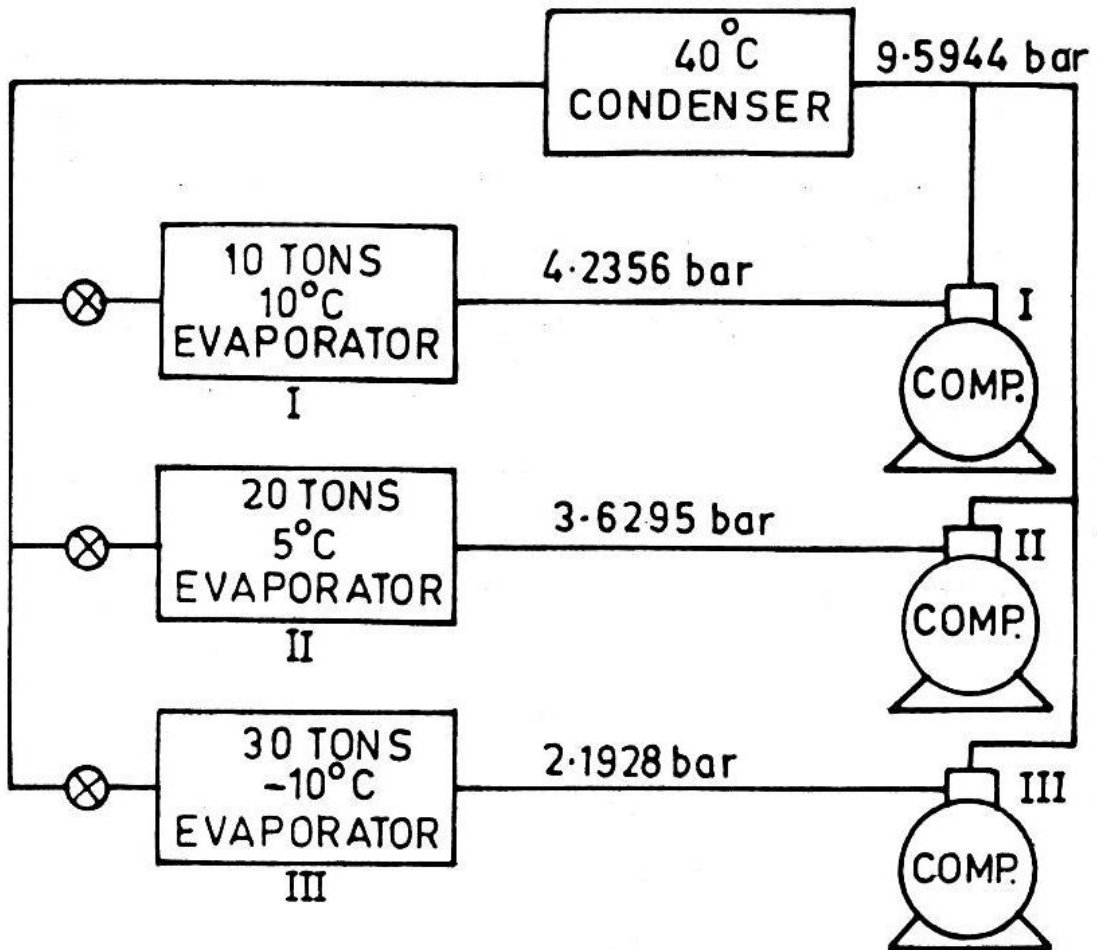 40°C
CONDENSER
9·5944 bar
10 TONS
10°C
EVAPORATOR
I
4·2356 bar
I
COMP.
20 TONS
5°C
EVAPORATOR
II
3·6295 bar
II
COMP.
30 TONS
-10°C
EVAPORATOR
III
2·1928 bar
III
COMP.